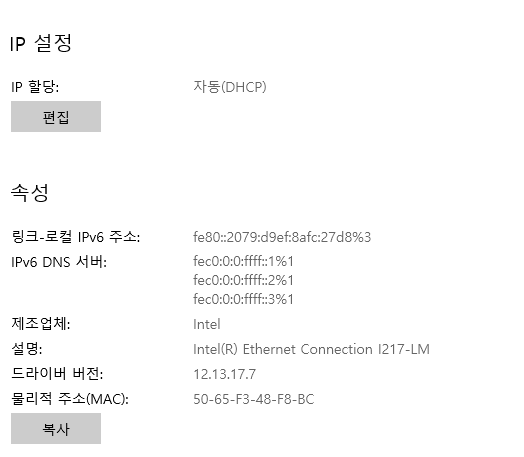 IP 설정
IP 할당: 자동(DHCP)
편집
속성
링크-로컬 IPv6 주소: fe80::2079:d9ef:8afc:27d8%3
IPv6 DNS 서버: fec0:0:0:ffff::1%1
fec0:0:0:ffff::2%1
fec0:0:0:ffff::3%1
제조업체: Intel
설명: Intel(R) Ethernet Connection I217-LM
드라이버 버전: 12.13.17.7
물리적 주소(MAC): 50-65-F3-48-F8-BC
복사